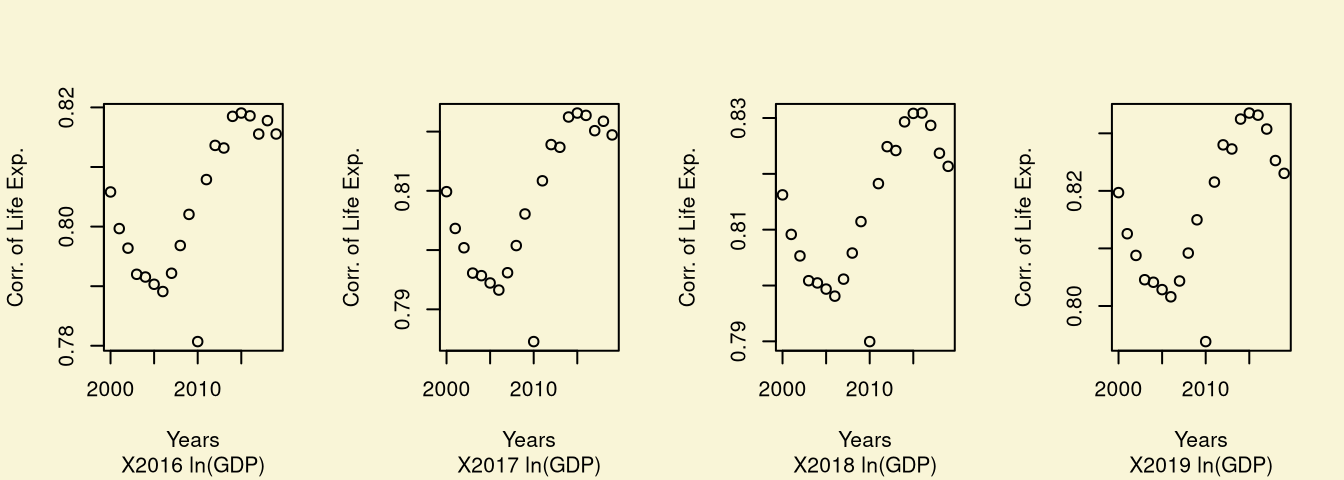 Corr. of Life Exp.
0.82
0.80
0.78
2000 2010
Years
X2016 ln(GDP)
Corr. of Life Exp.
0.81
0.79
2000 2010
Years
X2017 ln(GDP)
Corr. of Life Exp.
0.83
0.81
0.79
2000 2010
Years
X2018 ln(GDP)
Corr. of Life Exp.
0.82
0.80
2000 2010
Years
X2019 ln(GDP)